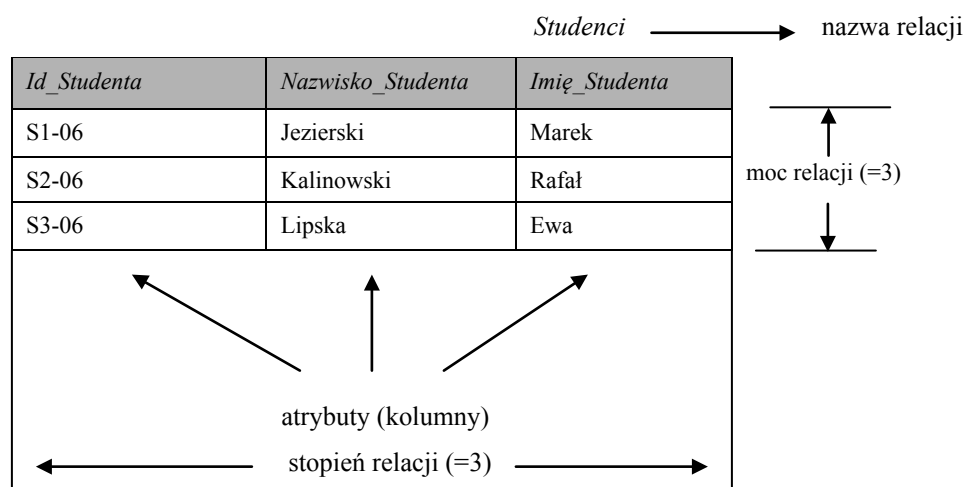 Studenci nazwa relacji
Id_Studenta Nazwisko_Studenta Imię_Studenta
S1-06 Jezierski Marek
S2-06 Kalinowski Rafał
moc relacji (=3)
S3-06 Lipska Ewa
atrybuty (kolumny)
stopień relacji (=3)